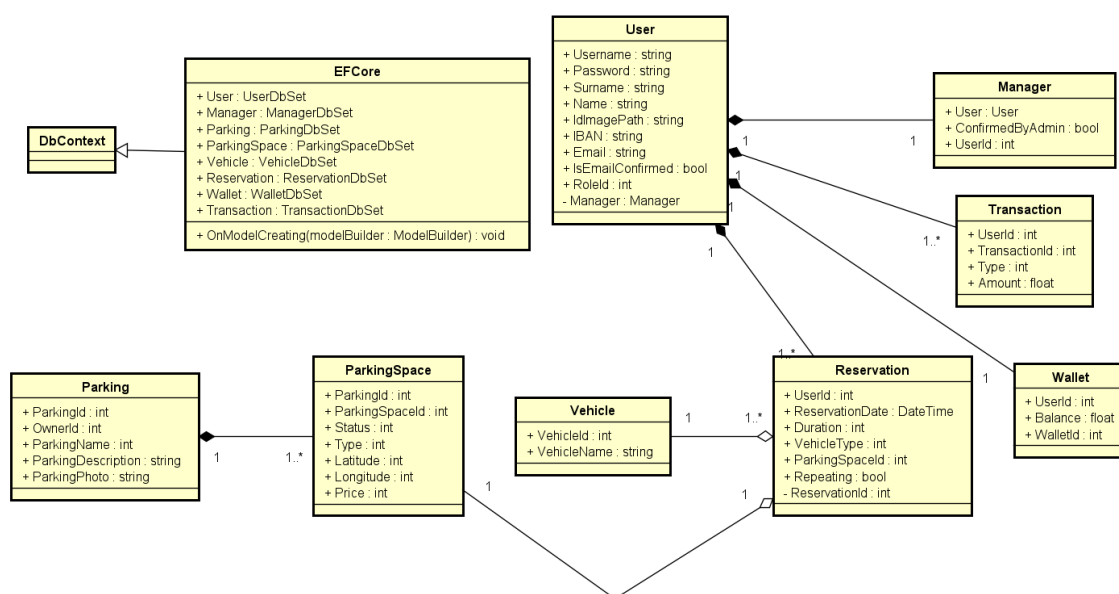 User
+ Username : string
+ Password : string
+ Surname : string
+ Name : string
+ IdImagePath : string
+ IBAN : string
+ Email : string
+ IsEmailConfirmed : bool
+ RoleId : int
- Manager : Manager
EFCore
+ User : UserDbSet
+ Manager : ManagerDbSet
+ Parking : ParkingDbSet
+ ParkingSpace : ParkingSpaceDbSet
+ Vehicle : VehicleDbSet
+ Reservation : ReservationDbSet
+ Wallet : WalletDbSet
+ Transaction : TransactionDbSet
+ OnModelCreating(modelBuilder : ModelBuilder) : void
DbContext
Manager
+ User : User
+ ConfirmedByAdmin : bool
+ UserId : int
1
1
1
1
1
1..*
Transaction
+ UserId : int
+ TransactionId : int
+ Type : int
+ Amount : float
1
1..*
Parking
+ ParkingId : int
+ OwnerId : int
+ ParkingName : int
+ ParkingDescription : string
+ ParkingPhoto : string
1
1..*
ParkingSpace
+ ParkingId : int
+ ParkingSpaceId : int
+ Status : int
+ Type : int
+ Latitude : int
+ Longitude : int
+ Price : int
1
Vehicle
+ VehicleId : int
+ VehicleName : string
1
1..*
1
Reservation
+ UserId : int
+ ReservationDate : DateTime
+ Duration : int
+ VehicleType : int
+ ParkingSpaceId : int
+ Repeating : bool
- ReservationId : int
1
Wallet
+ UserId : int
+ Balance : float
+ WalletId : int